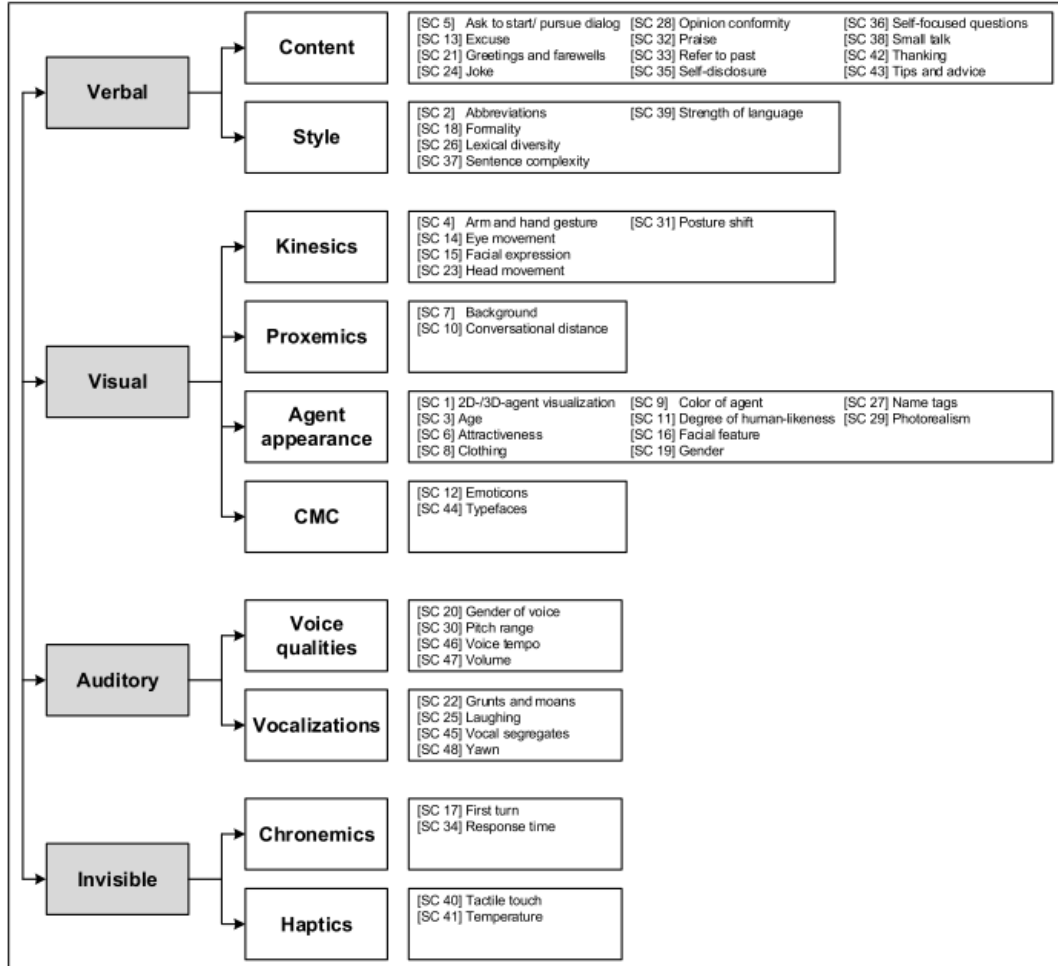 Verbal
Content
[SC 5] Ask to start/ pursue dialog [SC 28] Opinion conformity [SC 36] Self-focused questions
[SC 13] Excuse [SC 32] Praise [SC 38] Small talk
[SC 21] Greetings and farewells [SC 33] Refer to past [SC 42] Thanking
[SC 24] Joke [SC 35] Self-disclosure [SC 43] Tips and advice
Style
[SC 2] Abbreviations [SC 39] Strength of language
[SC 18] Formality
[SC 26] Lexical diversity
[SC 37] Sentence complexity
Visual
Kinesics
[SC 4] Arm and hand gesture [SC 31] Posture shift
[SC 14] Eye movement
[SC 15] Facial expression
[SC 23] Head movement
Proxemics
[SC 7] Background
[SC 10] Conversational distance
Agent
appearance
[SC 1] 2D-/3D-agent visualization [SC 9] Color of agent [SC 27] Name tags
[SC 3] Age [SC 11] Degree of human-likeness [SC 29] Photorealism
[SC 6] Attractiveness [SC 16] Facial feature
[SC 8] Clothing [SC 19] Gender
CMC
[SC 12] Emoticons
[SC 44] Typefaces
Auditory
Voice
qualities
[SC 20] Gender of voice
[SC 30] Pitch range
[SC 46] Voice tempo
[SC 47] Volume
Vocalizations
[SC 22] Grunts and moans
[SC 25] Laughing
[SC 45] Vocal segregates
[SC 48] Yawn
Invisible
Chronemics
[SC 17] First turn
[SC 34] Response time
Haptics
[SC 40] Tactile touch
[SC 41] Temperature